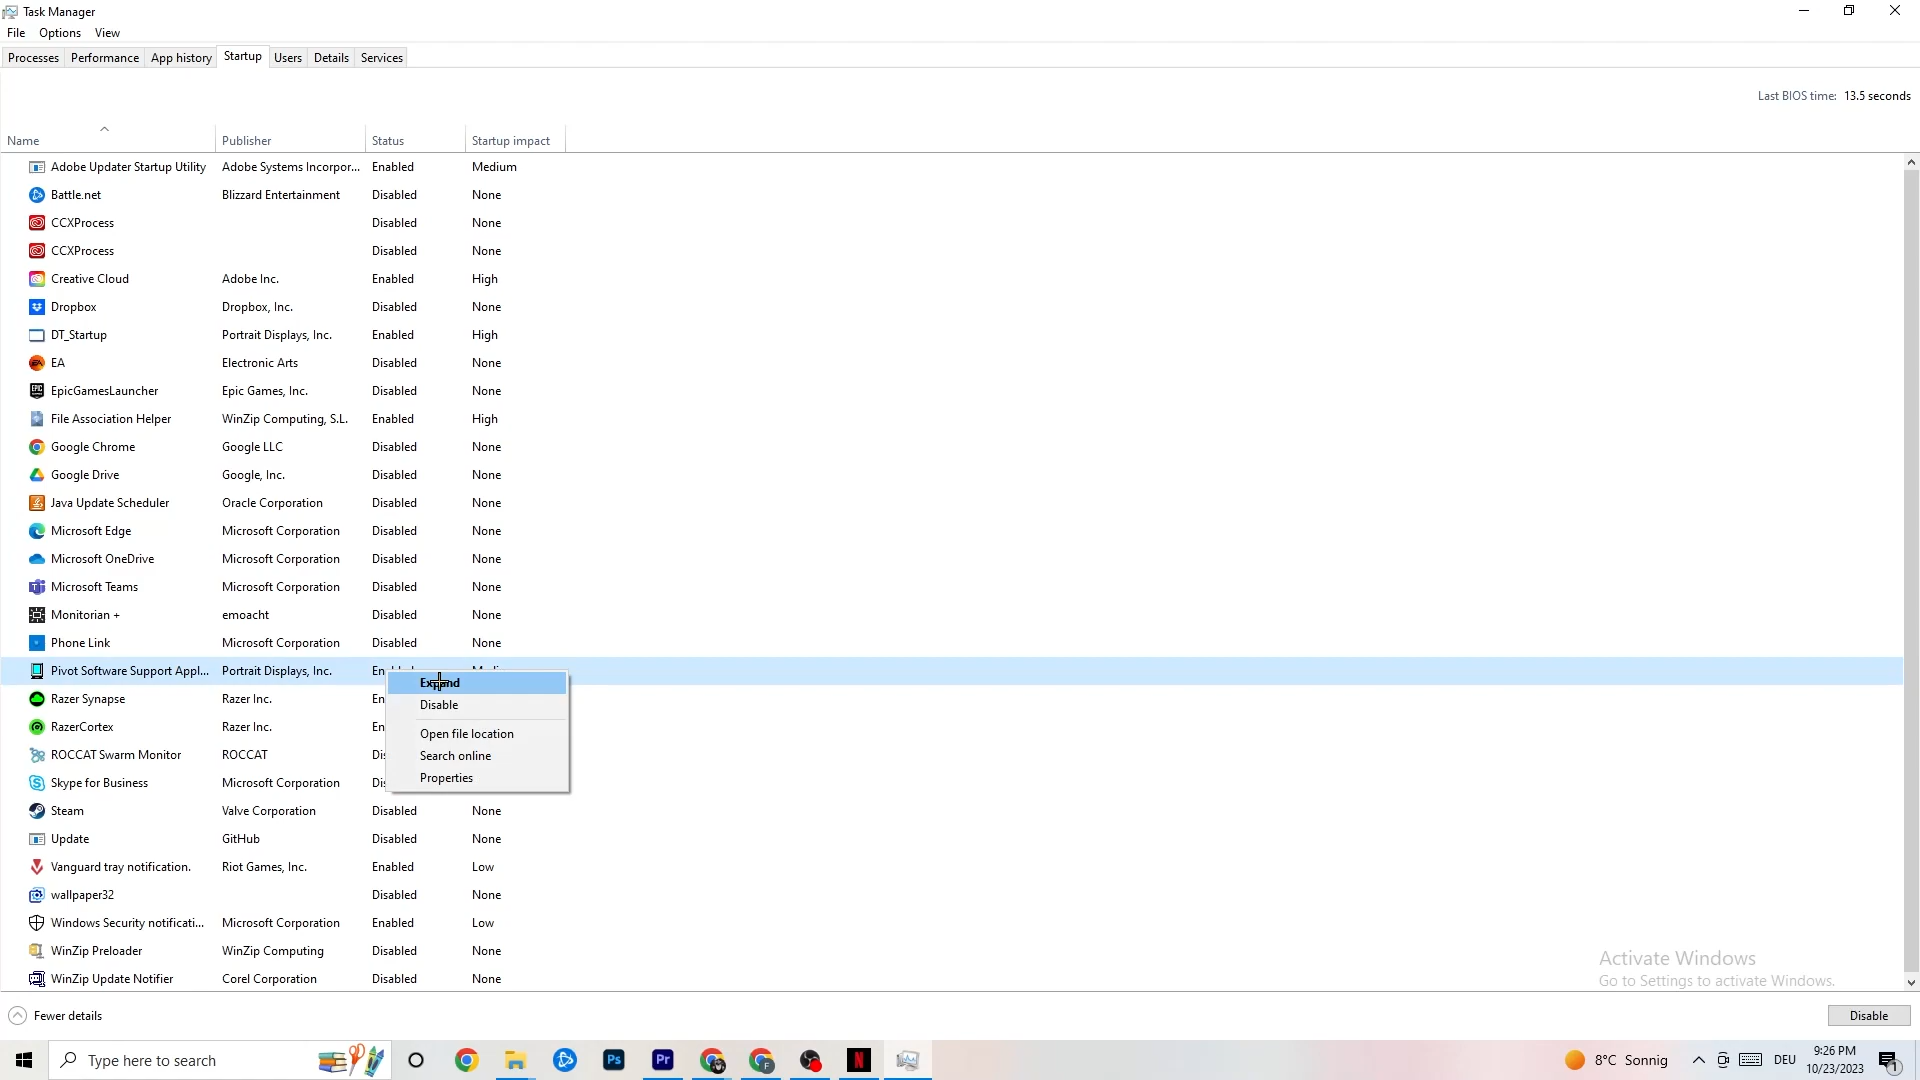 Task Manager
File Options View
Processes Performance App history Startup Users Details Services
Last BIOS time: 13.5 seconds
Name Publisher Status Startup impact
Adobe Updater Startup Utility Adobe Systems Incorpor... Enabled Medium
Battle.net Blizzard Entertainment Disabled None
CCXProcess Disabled None
CCXProcess Disabled None
Creative Cloud Adobe Inc. Enabled High
Dropbox Dropbox, Inc. Disabled None
DT_Startup Portrait Displays, Inc. Enabled High
EA Electronic Arts Disabled None
EpicGamesLauncher Epic Games, Inc. Disabled None
File Association Helper WinZip Computing, S.L. Enabled High
Google Chrome Google LLC Disabled None
Google Drive Google, Inc. Disabled None
Java Update Scheduler Oracle Corporation Disabled None
Microsoft Edge Microsoft Corporation Disabled None
Microsoft OneDrive Microsoft Corporation Disabled None
Microsoft Teams Microsoft Corporation Disabled None
Monitorian + emoacht Disabled None
Phone Link Microsoft Corporation Disabled None
Pivot Software Support Appl... Portrait Displays, Inc.
Expand
Disable
Open file location
Search online
Properties
Razer Synapse Razer Inc. En
RazerCortex Razer Inc. En
ROCCAT Swarm Monitor ROCCAT Dis
Skype for Business Microsoft Corporation Dis
Steam Valve Corporation Disabled None
Update GitHub Disabled None
Vanguard tray notification. Riot Games, Inc. Enabled Low
wallpaper32 Disabled None
Windows Security notificati... Microsoft Corporation Enabled Low
WinZip Preloader WinZip Computing Disabled None
WinZip Update Notifier Corel Corporation Disabled None
Activate Windows
Go to Settings to activate Windows.
Fewer details Disable
Type here to search Ps Pr F N 8°C Sonnig DEU 9:26 PM
10/23/2023 1